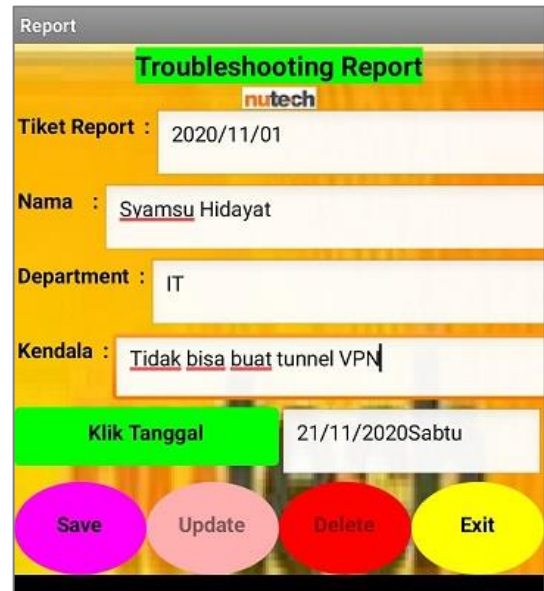 Report
Troubleshooting Report
nutech
Tiket Report : 2020/11/01
Nama : Syamsu Hidayat
Department : IT
Kendala : Tidak bisa buat tunnel VPN
Klik Tanggal 21/11/2020Sabtu
Save Update Delete Exit